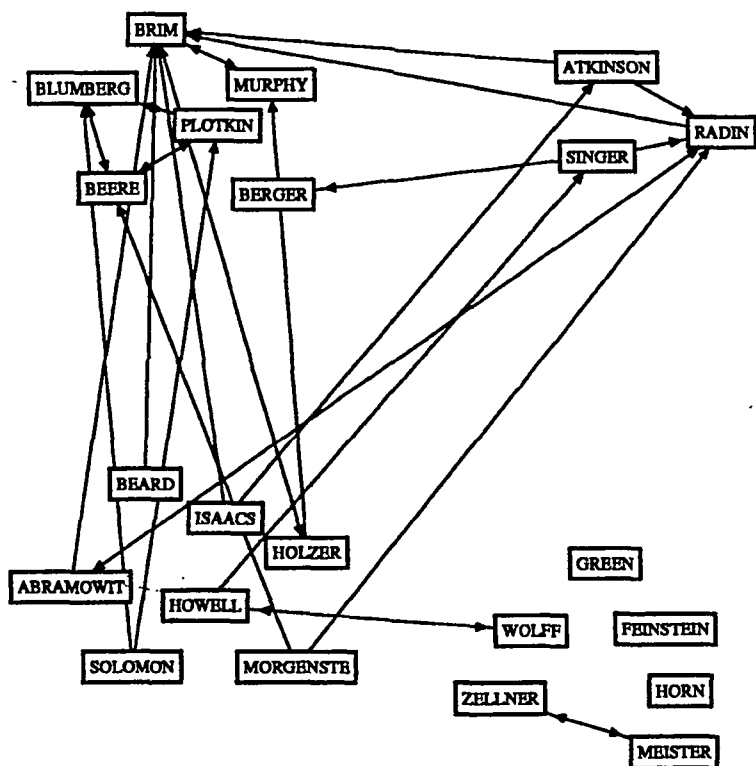 BRIM
ATKINSON
MURPHY
BLUMBERG
PLOTKIN
RADIN
SINGER
BEERE
BERGER
BEARD
ISAACS
HOLZER
GREEN
ABRAMOWIT
HOWELL
WOLFF
FEINSTEIN
SOLOMON
MORGENSTE
ZELLNER
HORN
MEISTER